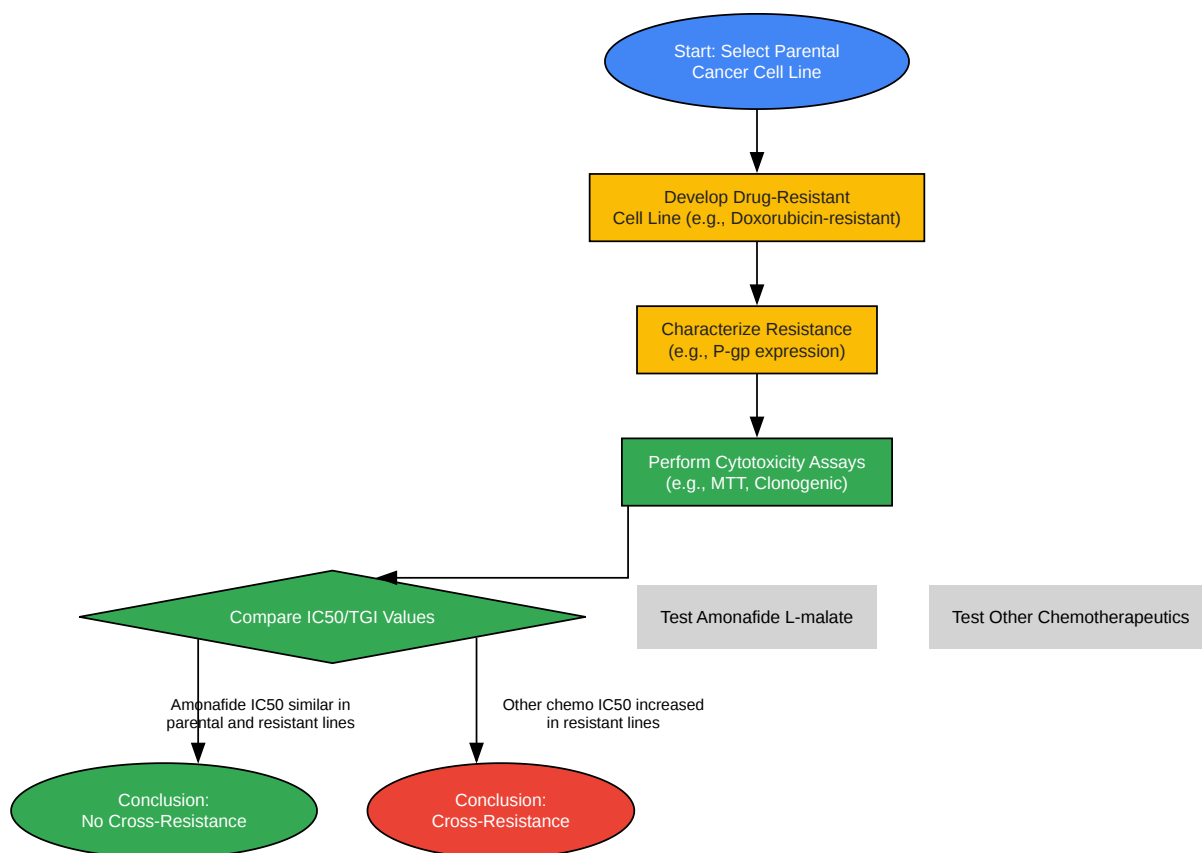 Start: Select Parental
Cancer Cell Line
Develop Drug-Resistant
Cell Line (e.g., Doxorubicin-resistant)
Characterize Resistance
(e.g., P-gp expression)
Perform Cytotoxicity Assays
(e.g., MTT, Clonogenic)
Compare IC50/TGI Values
Test Amonafide L-malate
Test Other Chemotherapeutics
Amonafide IC50 similar in
parental and resistant lines
Other chemo IC50 increased
in resistant lines
Conclusion:
No Cross-Resistance
Conclusion:
Cross-Resistance